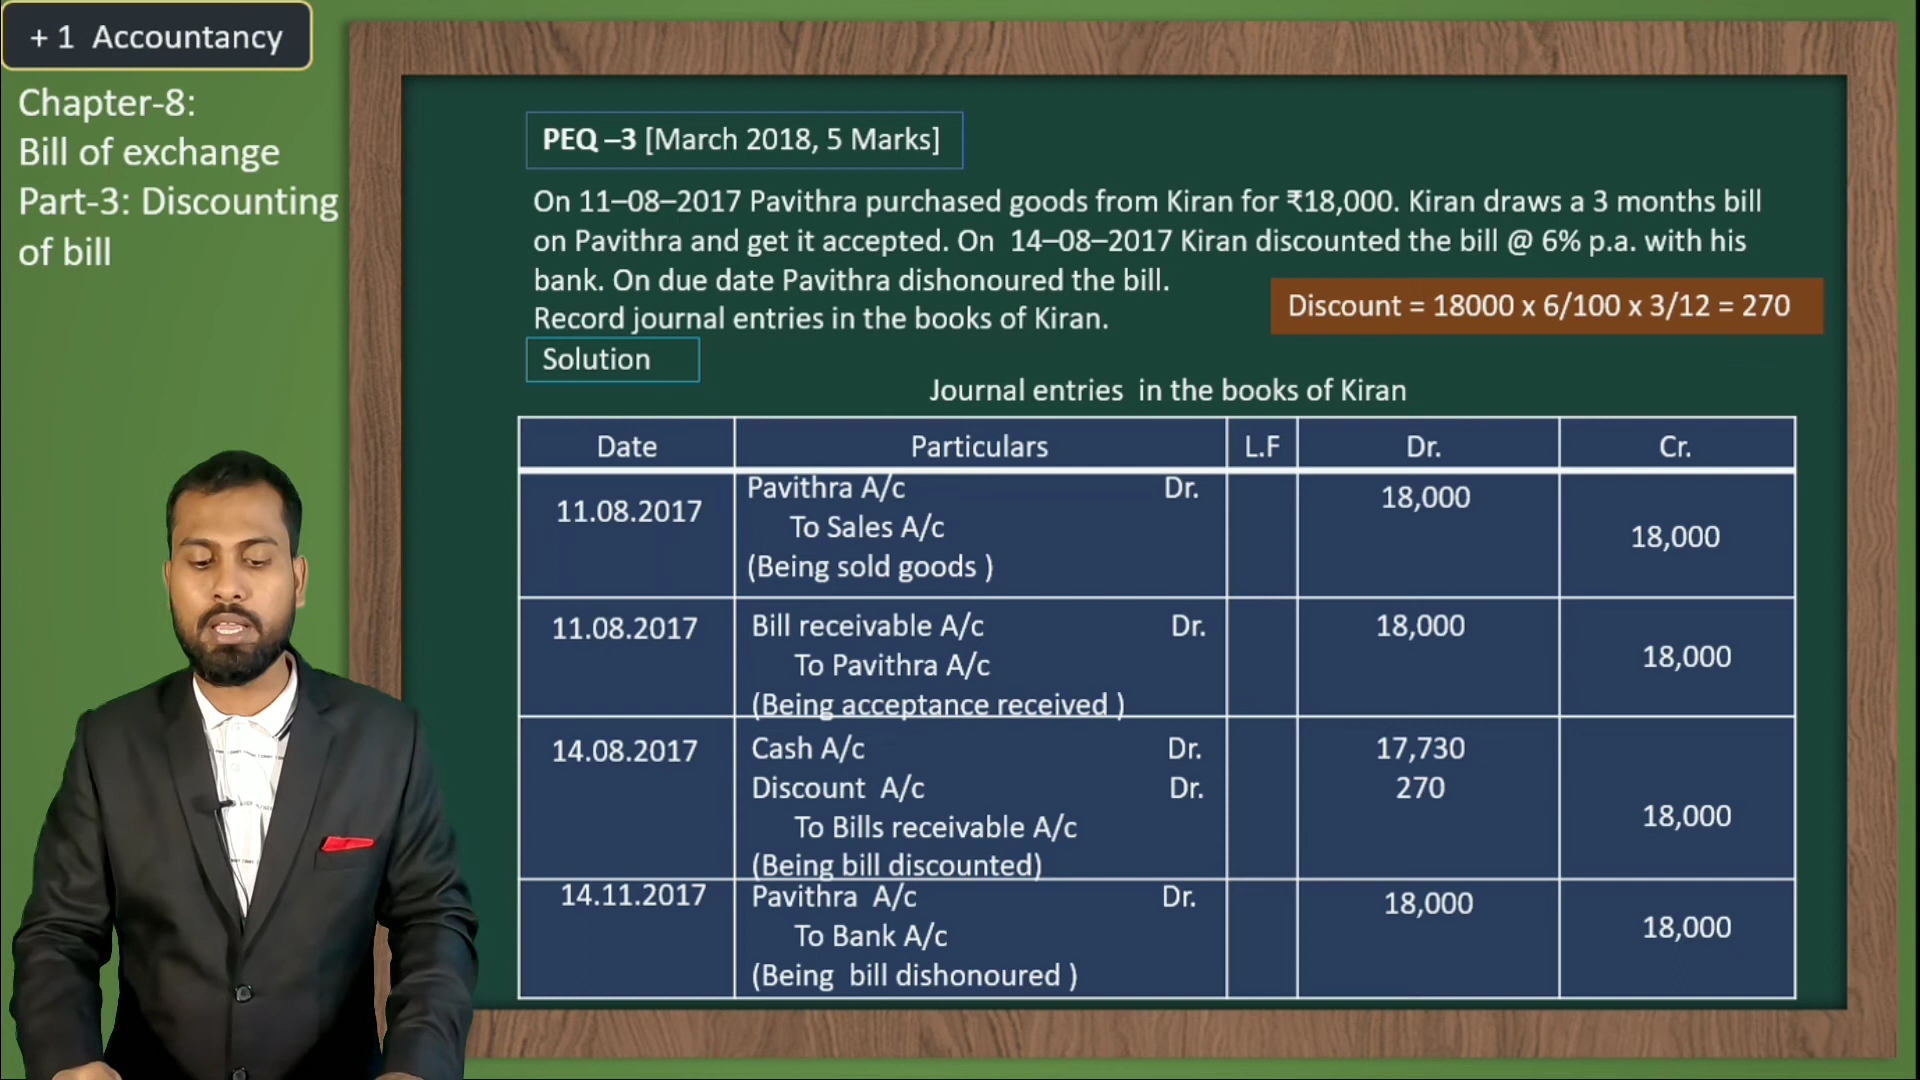 + 1 Accountancy
Chapter-8:
Bill of exchange
Part-3: Discounting
of bill
PEQ –3 [March 2018, 5 Marks]
On 11–08–2017 Pavithra purchased goods from Kiran for ₹18,000. Kiran draws a 3 months bill
on Pavithra and get it accepted. On 14–08–2017 Kiran discounted the bill @ 6% p.a. with his
bank. On due date Pavithra dishonoured the bill.
Record journal entries in the books of Kiran.
Discount = 18000 x 6/100 x 3/12 = 270
Solution
Journal entries in the books of Kiran
Date Particulars L.F Dr. Cr.
11.08.2017 Pavithra A/c Dr. 18,000
To Sales A/c 18,000
(Being sold goods )
11.08.2017 Bill receivable A/c Dr. 18,000
To Pavithra A/c 18,000
(Being acceptance received )
14.08.2017 Cash A/c Dr. 17,730
Discount A/c Dr. 270
To Bills receivable A/c 18,000
(Being bill discounted)
14.11.2017 Pavithra A/c Dr. 18,000
To Bank A/c 18,000
(Being bill dishonoured )